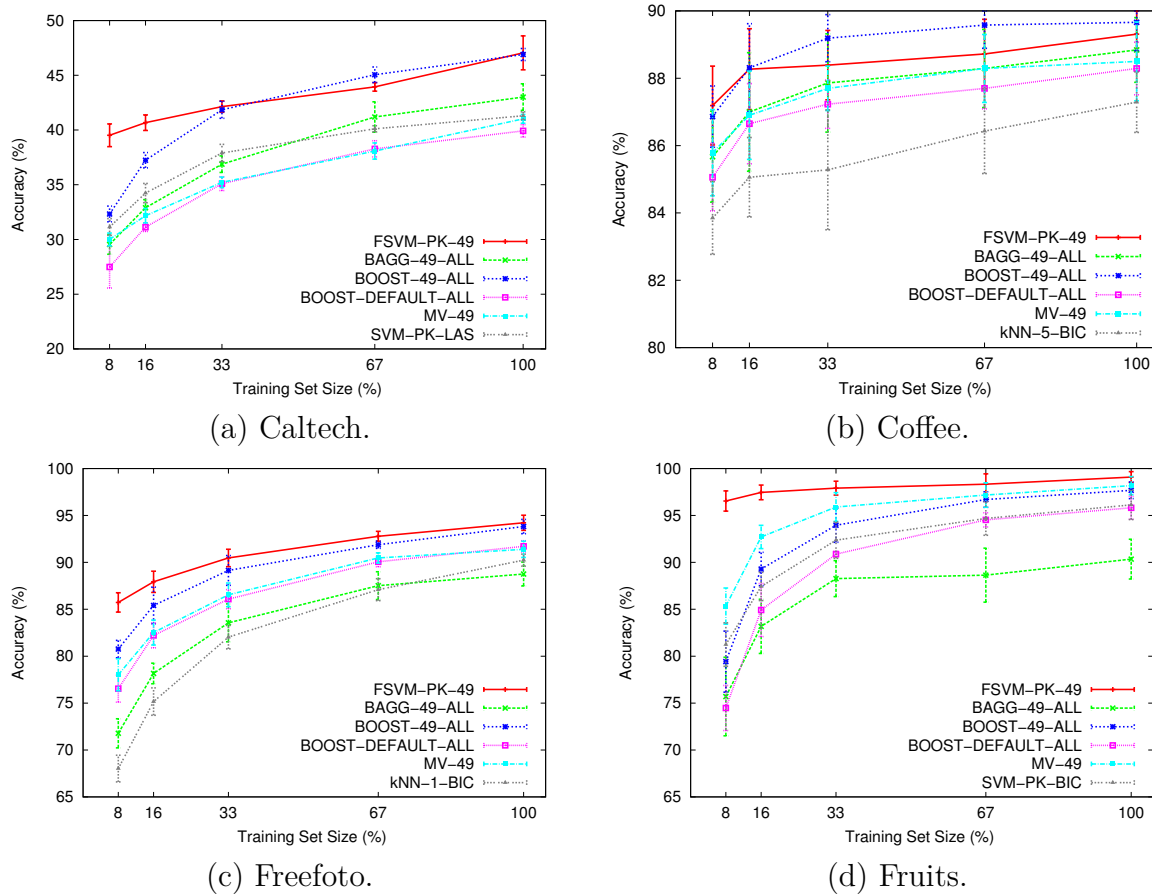 50
45
40
35
30
25
20
Accuracy (%)
FSVM−PK−49
BAGG−49−ALL
BOOST−49−ALL
BOOST−DEFAULT−ALL
MV−49
SVM−PK−LAS
8 16 33 67 100
Training Set Size (%)
(a) Caltech.
90
88
86
84
82
80
Accuracy (%)
FSVM−PK−49
BAGG−49−ALL
BOOST−49−ALL
BOOST−DEFAULT−ALL
MV−49
kNN−5−BIC
8 16 33 67 100
Training Set Size (%)
(b) Coffee.
100
95
90
85
80
75
70
65
Accuracy (%)
FSVM−PK−49
BAGG−49−ALL
BOOST−49−ALL
BOOST−DEFAULT−ALL
MV−49
kNN−1−BIC
8 16 33 67 100
Training Set Size (%)
(c) Freefoto.
100
95
90
85
80
75
70
65
Accuracy (%)
FSVM−PK−49
BAGG−49−ALL
BOOST−49−ALL
BOOST−DEFAULT−ALL
MV−49
SVM−PK−BIC
8 16 33 67 100
Training Set Size (%)
(d) Fruits.